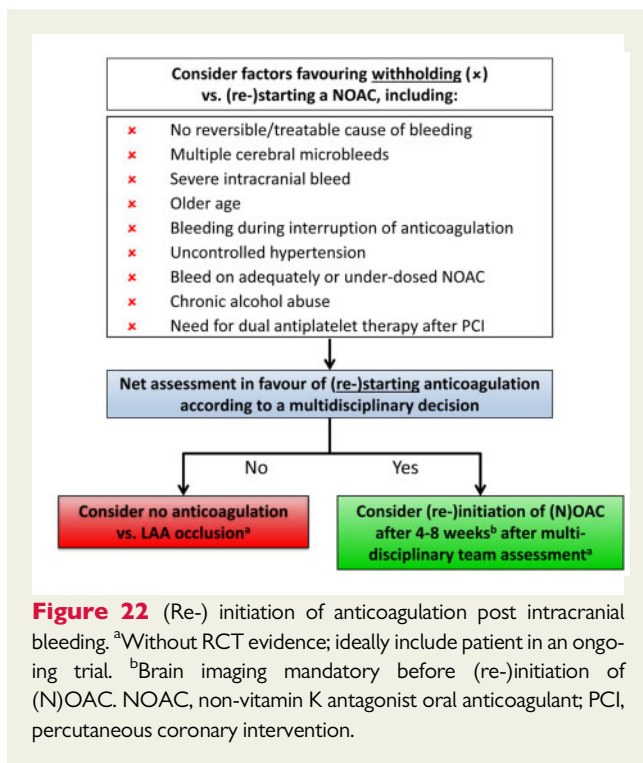 Consider factors favouring withholding (×)
vs. (re-)starting a NOAC, including:
× No reversible/treatable cause of bleeding
× Multiple cerebral microbleeds
× Severe intracranial bleed
× Older age
× Bleeding during interruption of anticoagulation
× Uncontrolled hypertension
× Bleed on adequately or under-dosed NOAC
× Chronic alcohol abuse
× Need for dual antiplatelet therapy after PCI
Net assessment in favour of (re-)starting anticoagulation
according to a multidisciplinary decision
No
Yes
Consider no anticoagulation
vs. LAA occlusionᵃ
Consider (re-)initiation of (N)OAC
after 4-8 weeksᵇ after multi-
disciplinary team assessmentᵃ
Figure 22 (Re-) initiation of anticoagulation post intracranial
bleeding. ᵃWithout RCT evidence; ideally include patient in an ongo-
ing trial. ᵇBrain imaging mandatory before (re-)initiation of
(N)OAC. NOAC, non-vitamin K antagonist oral anticoagulant; PCI,
percutaneous coronary intervention.